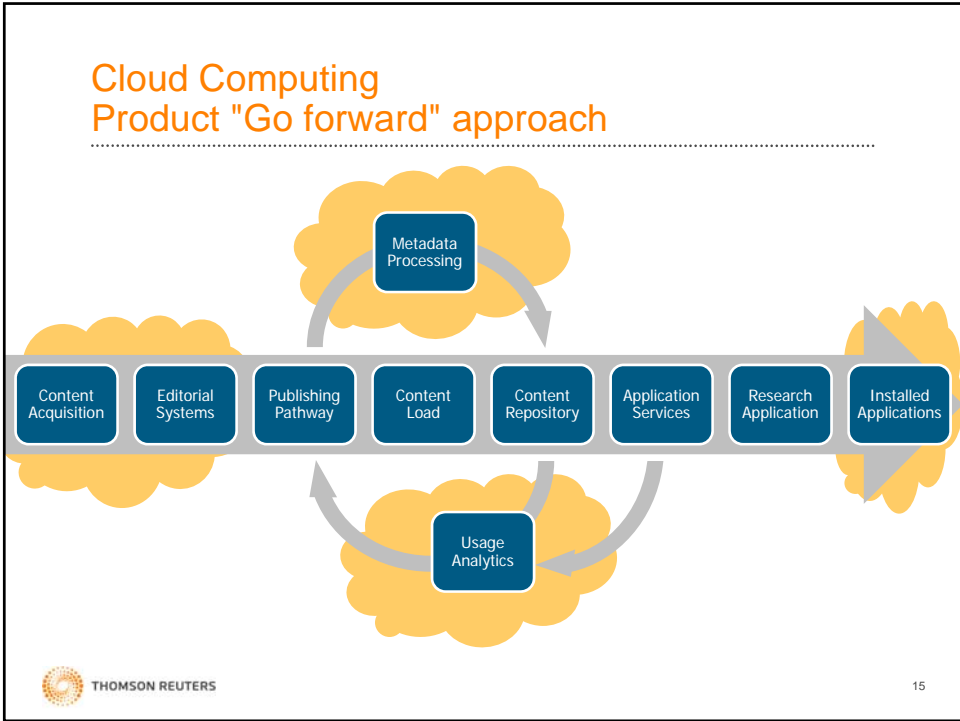 Cloud Computing
Product "Go forward" approach
Metadata
Processing
Content
Acquisition
Editorial
Systems
Publishing
Pathway
Content
Load
Content
Repository
Application
Services
Research
Application
Installed
Applications
Usage
Analytics
THOMSON REUTERS
15